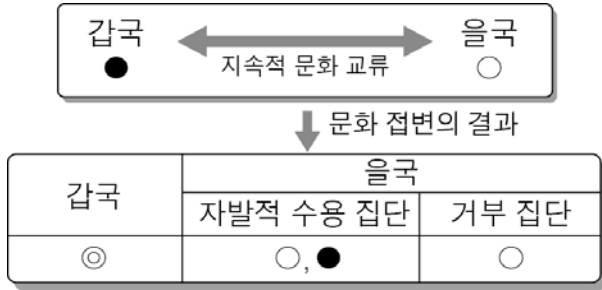 갑국 을국
● 지속적 문화 교류 ○
문화 접변의 결과
갑국 을국
자발적 수용 집단 거부 집단
◎ ○, ● ○